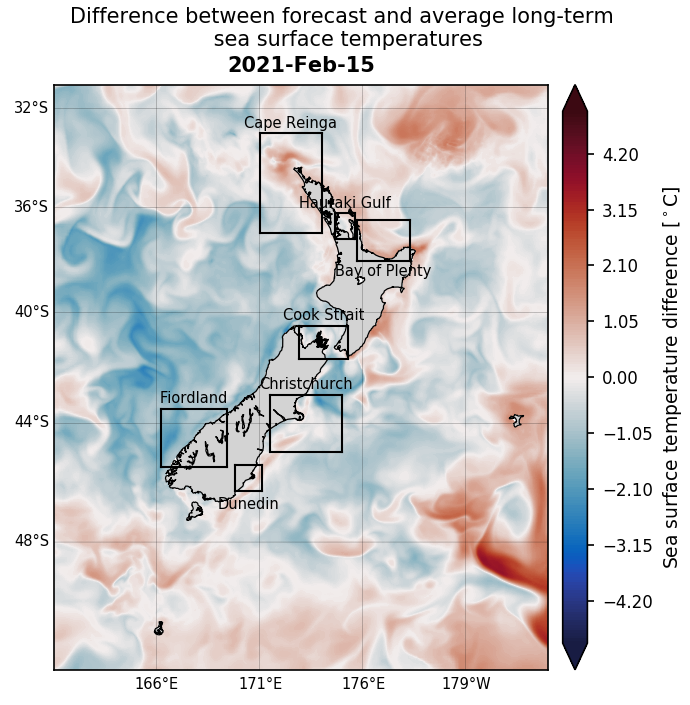 Difference between forecast and average long-term
sea surface temperatures
2021-Feb-15
32°S
36°S
40°S
44°S
48°S
166°E
171°E
176°E
179°W
Cape Reinga
Hauraki Gulf
Bay of Plenty
Cook Strait
Christchurch
Fiordland
Dunedin
4.20
3.15
2.10
1.05
0.00
−1.05
−2.10
−3.15
−4.20
Sea surface temperature difference [°C]